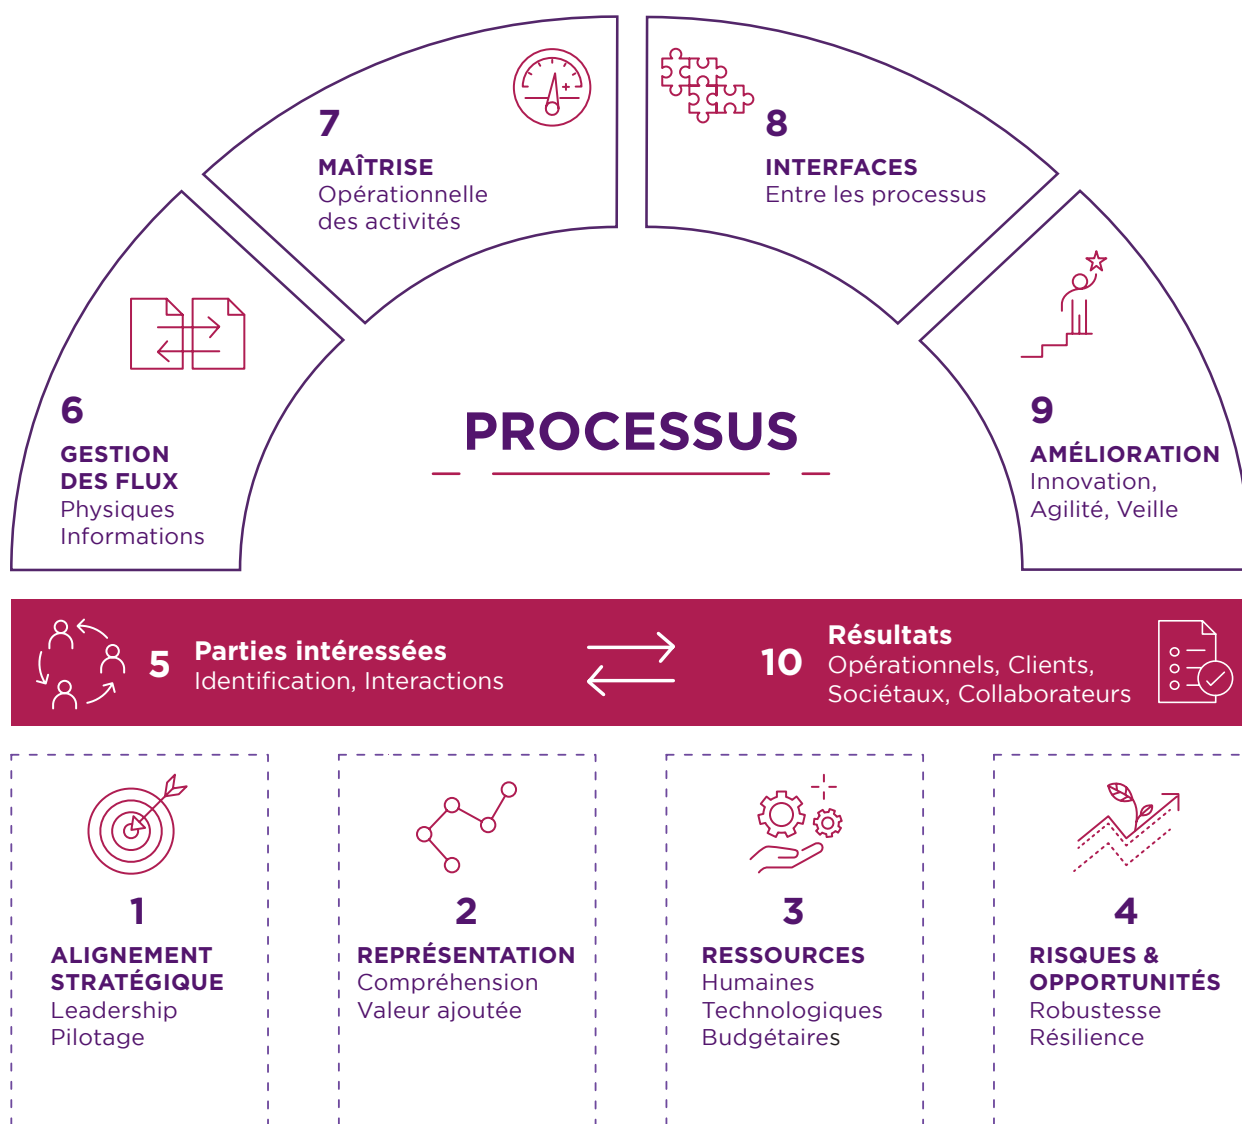 7
MAÎTRISE
Opérationnelle
des activités
8
INTERFACES
Entre les processus
6
GESTION
DES FLUX
Physiques
Informations
PROCESSUS
9
AMÉLIORATION
Innovation,
Agilité, Veille
5
Parties intéressées
Identification, Interactions
10
Résultats
Opérationnels, Clients,
Sociétaux, Collaborateurs
1
ALIGNEMENT
STRATÉGIQUE
Leadership
Pilotage
2
REPRÉSENTATION
Compréhension
Valeur ajoutée
3
RESSOURCES
Humaines
Technologiques
Budgétaires
4
RISQUES &
OPPORTUNITÉS
Robustesse
Résilience